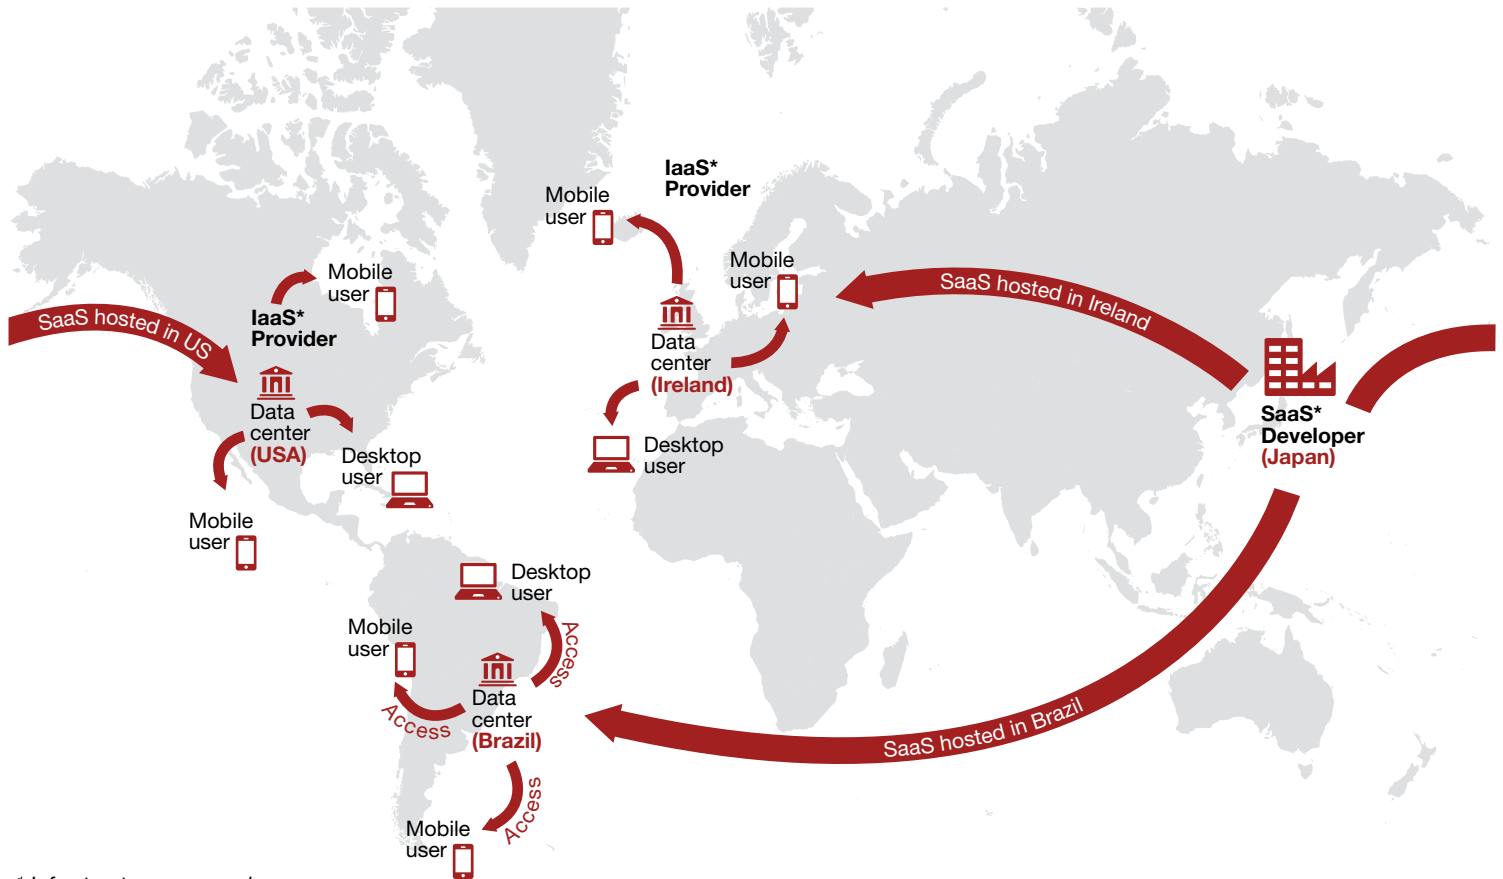 IaaS*
Provider
Mobile
user
Mobile
user
SaaS hosted in Ireland
Mobile
user
SaaS hosted in US
IaaS*
Provider
Data
center
(Ireland)
Data
center
(USA)
SaaS*
Developer
(Japan)
Desktop
user
Desktop
user
Mobile
user
Desktop
user
Access
Mobile
user
Data
center
(Brazil)
Access
SaaS hosted in Brazil
Access
Mobile
user